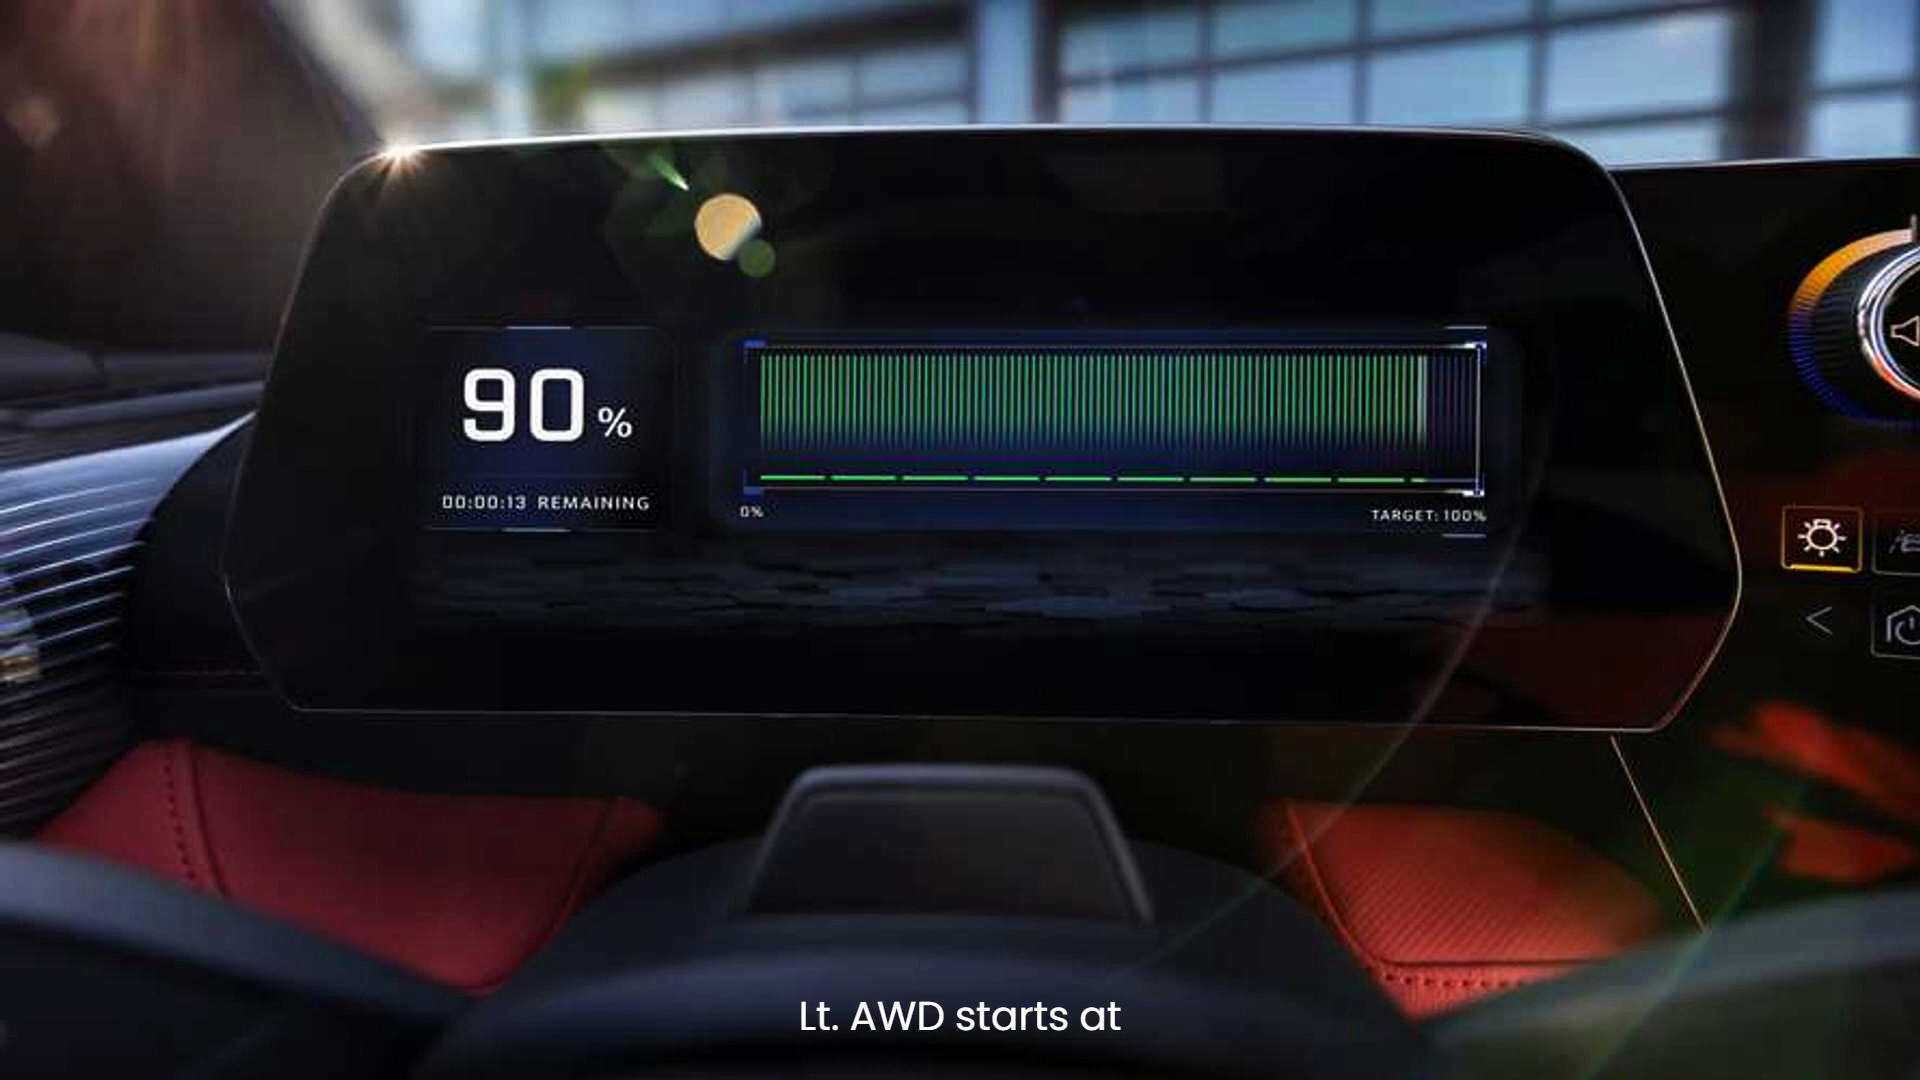 90%
00:00:13 REMAINING
0%
TARGET: 100%
Lt. AWD starts at